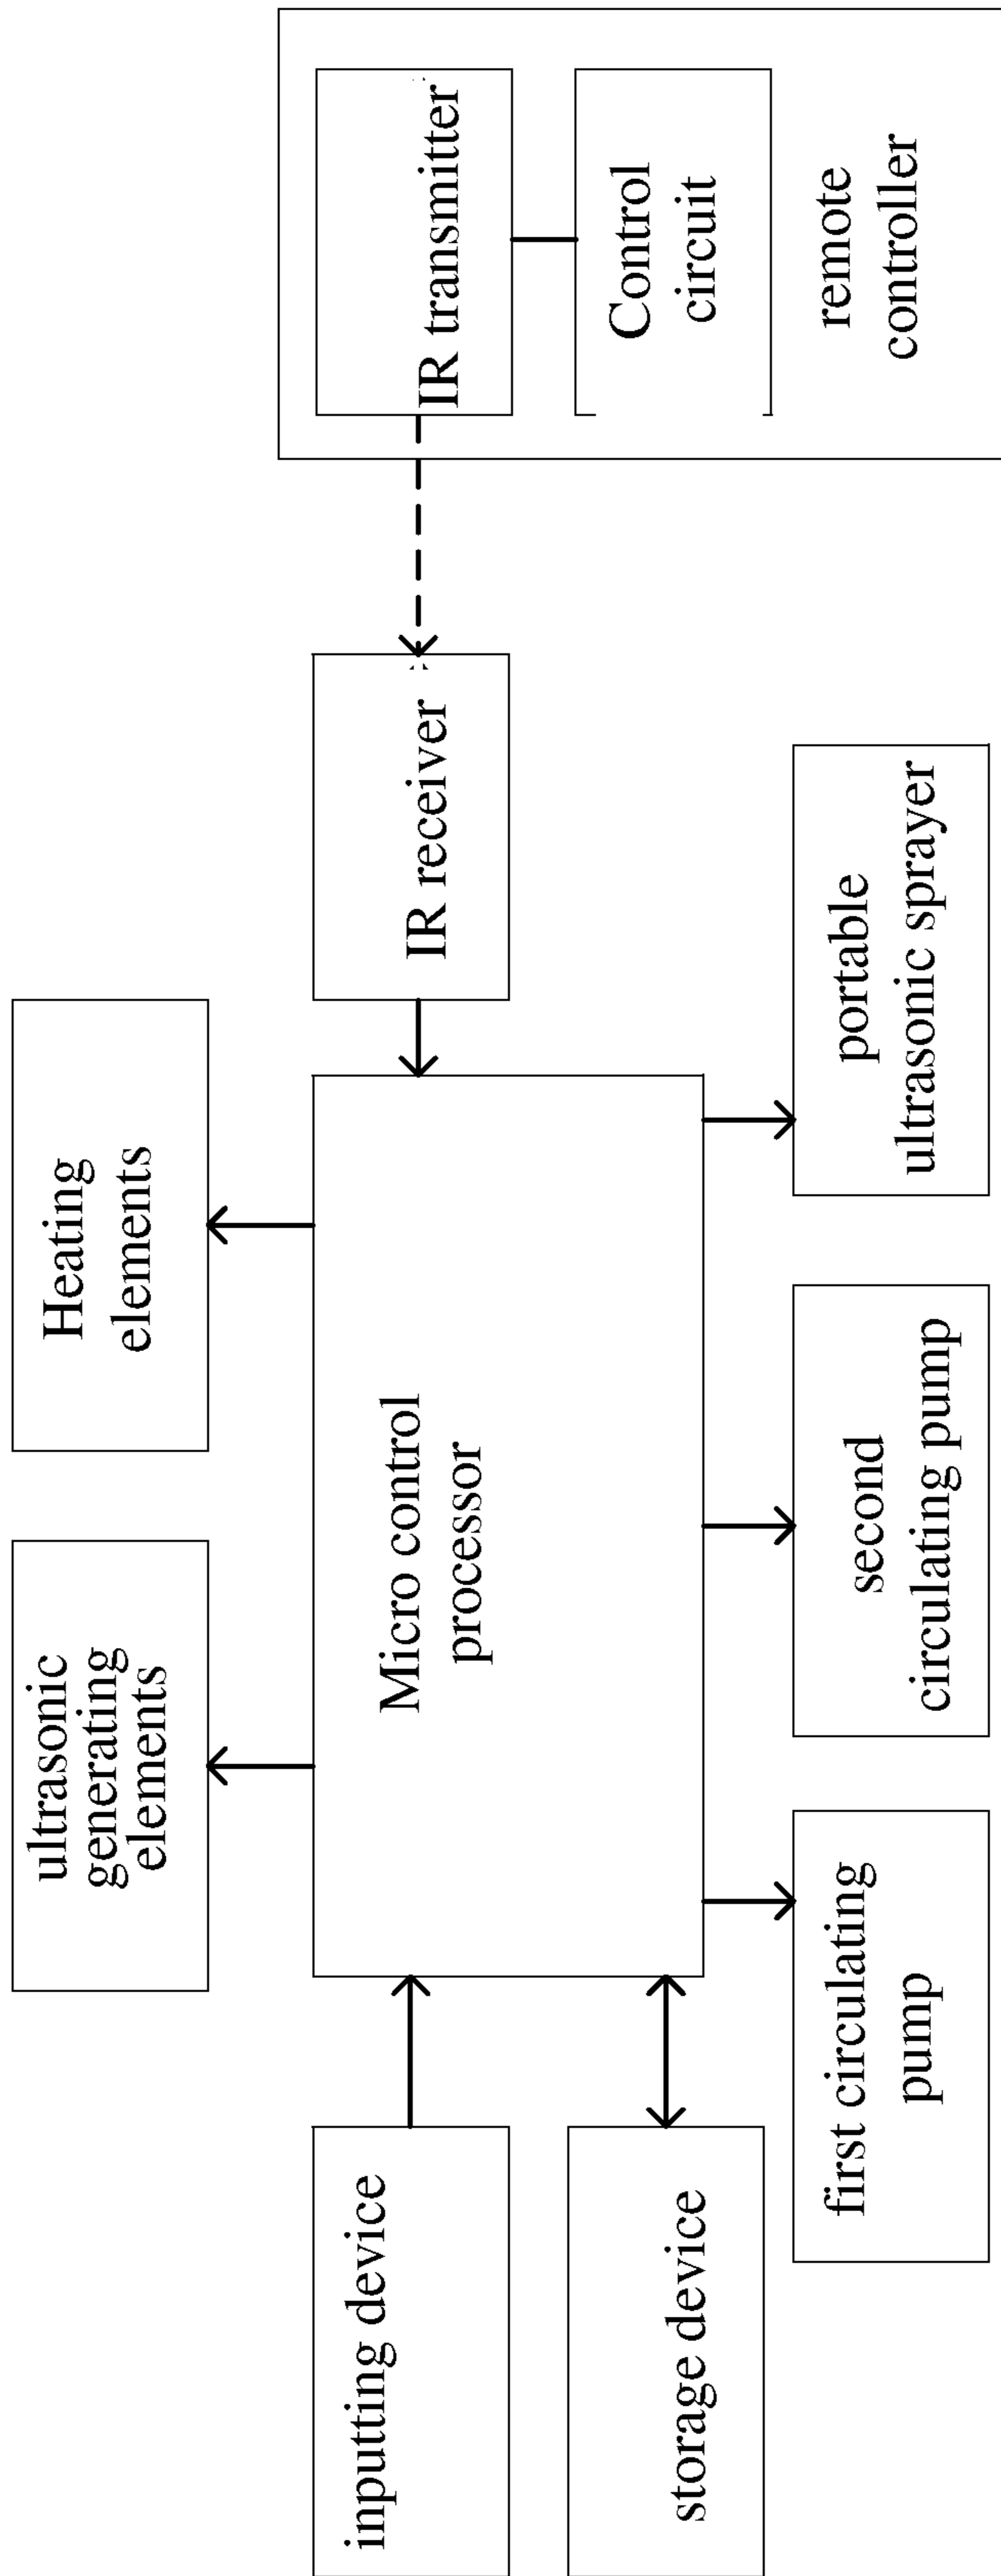 ultrasonic
generating
elements
Heating
elements
inputting device
storage device
Micro control
processor
IR receiver
IR transmitter
Control
circuit
remote
controller
first circulating
pump
second
circulating pump
portable
ultrasonic sprayer